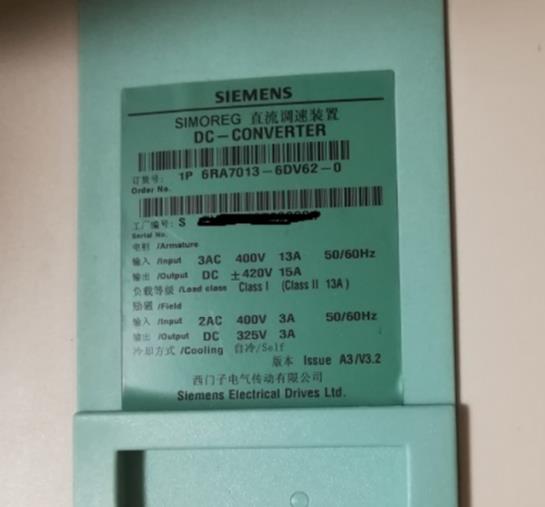 SIEMENS
SIMOREG 直流调速装置
DC-CONVERTER
订货号: 1P 6RA7013-6DV62-0
Order No.
工厂编号: S
Serial No.
电枢 /Armature
输入 /Input 3AC 400V 13A 50/60Hz
输出 /Output DC ±420V 15A
负载等级 /Load class Class I (Class II 13A)
励磁 /Field
输入 /Input 2AC 400V 3A 50/60Hz
输出 /Output DC 325V 3A
冷却方式 /Cooling 自冷/Self
版本 Issue A3/V3.2
西门子电气传动有限公司
Siemens Electrical Drives Ltd.